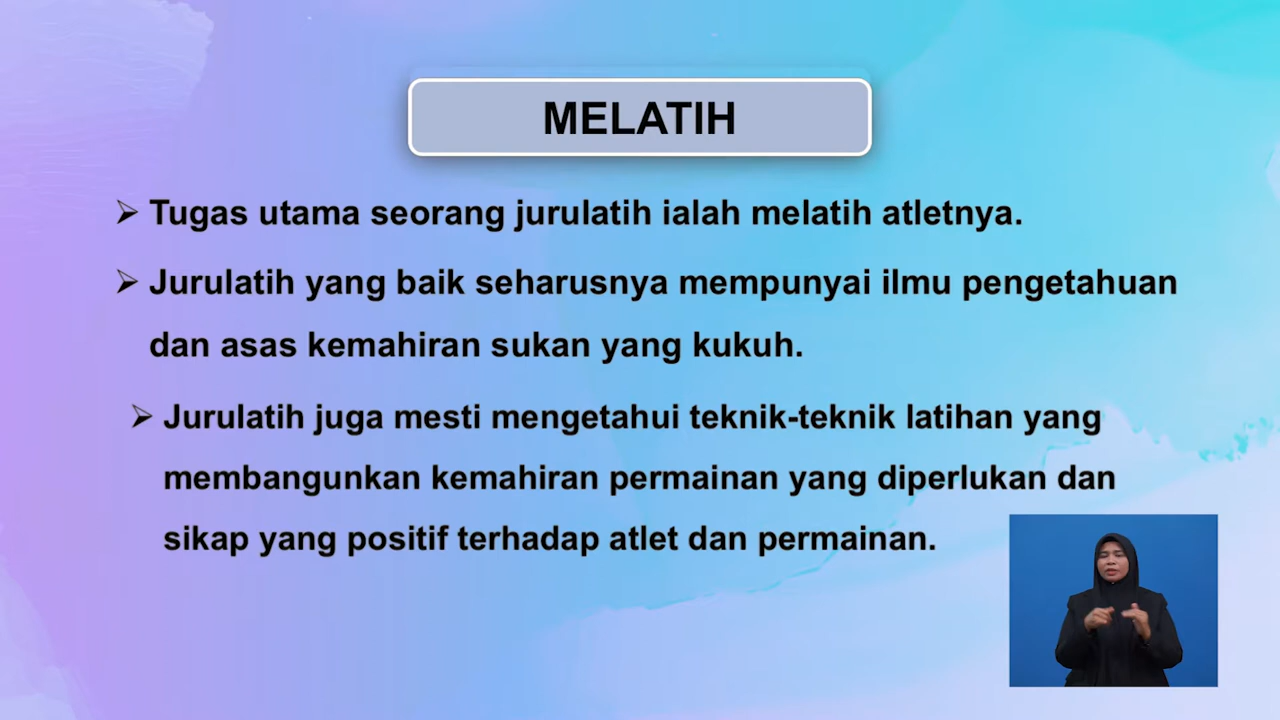 MELATIH
Tugas utama seorang jurulatih ialah melatih atletnya.
Jurulatih yang baik seharusnya mempunyai ilmu pengetahuan
dan asas kemahiran sukan yang kukuh.
Jurulatih juga mesti mengetahui teknik-teknik latihan yang
membangunkan kemahiran permainan yang diperlukan dan
sikap yang positif terhadap atlet dan permainan.